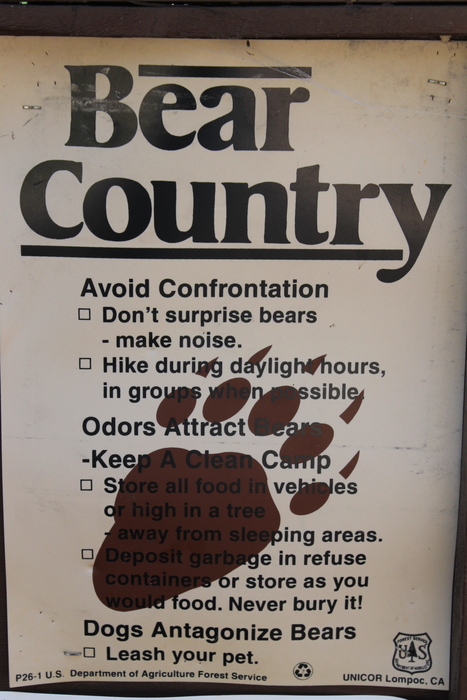 Bear
Country
Avoid Confrontation
Don't surprise bears
- make noise.
Hike during daylight hours,
in groups when possible.
Odors Attract Bears
-Keep A Clean Camp
Store all food in vehicles
or high in a tree
- away from sleeping areas.
Deposit garbage in refuse
containers or store as you
would food. Never bury it!
Dogs Antagonize Bears
Leash your pet.
P26-1 U.S. Department of Agriculture Forest Service
FOREST SERVICE
U S
UNICOR Lompoc, CA